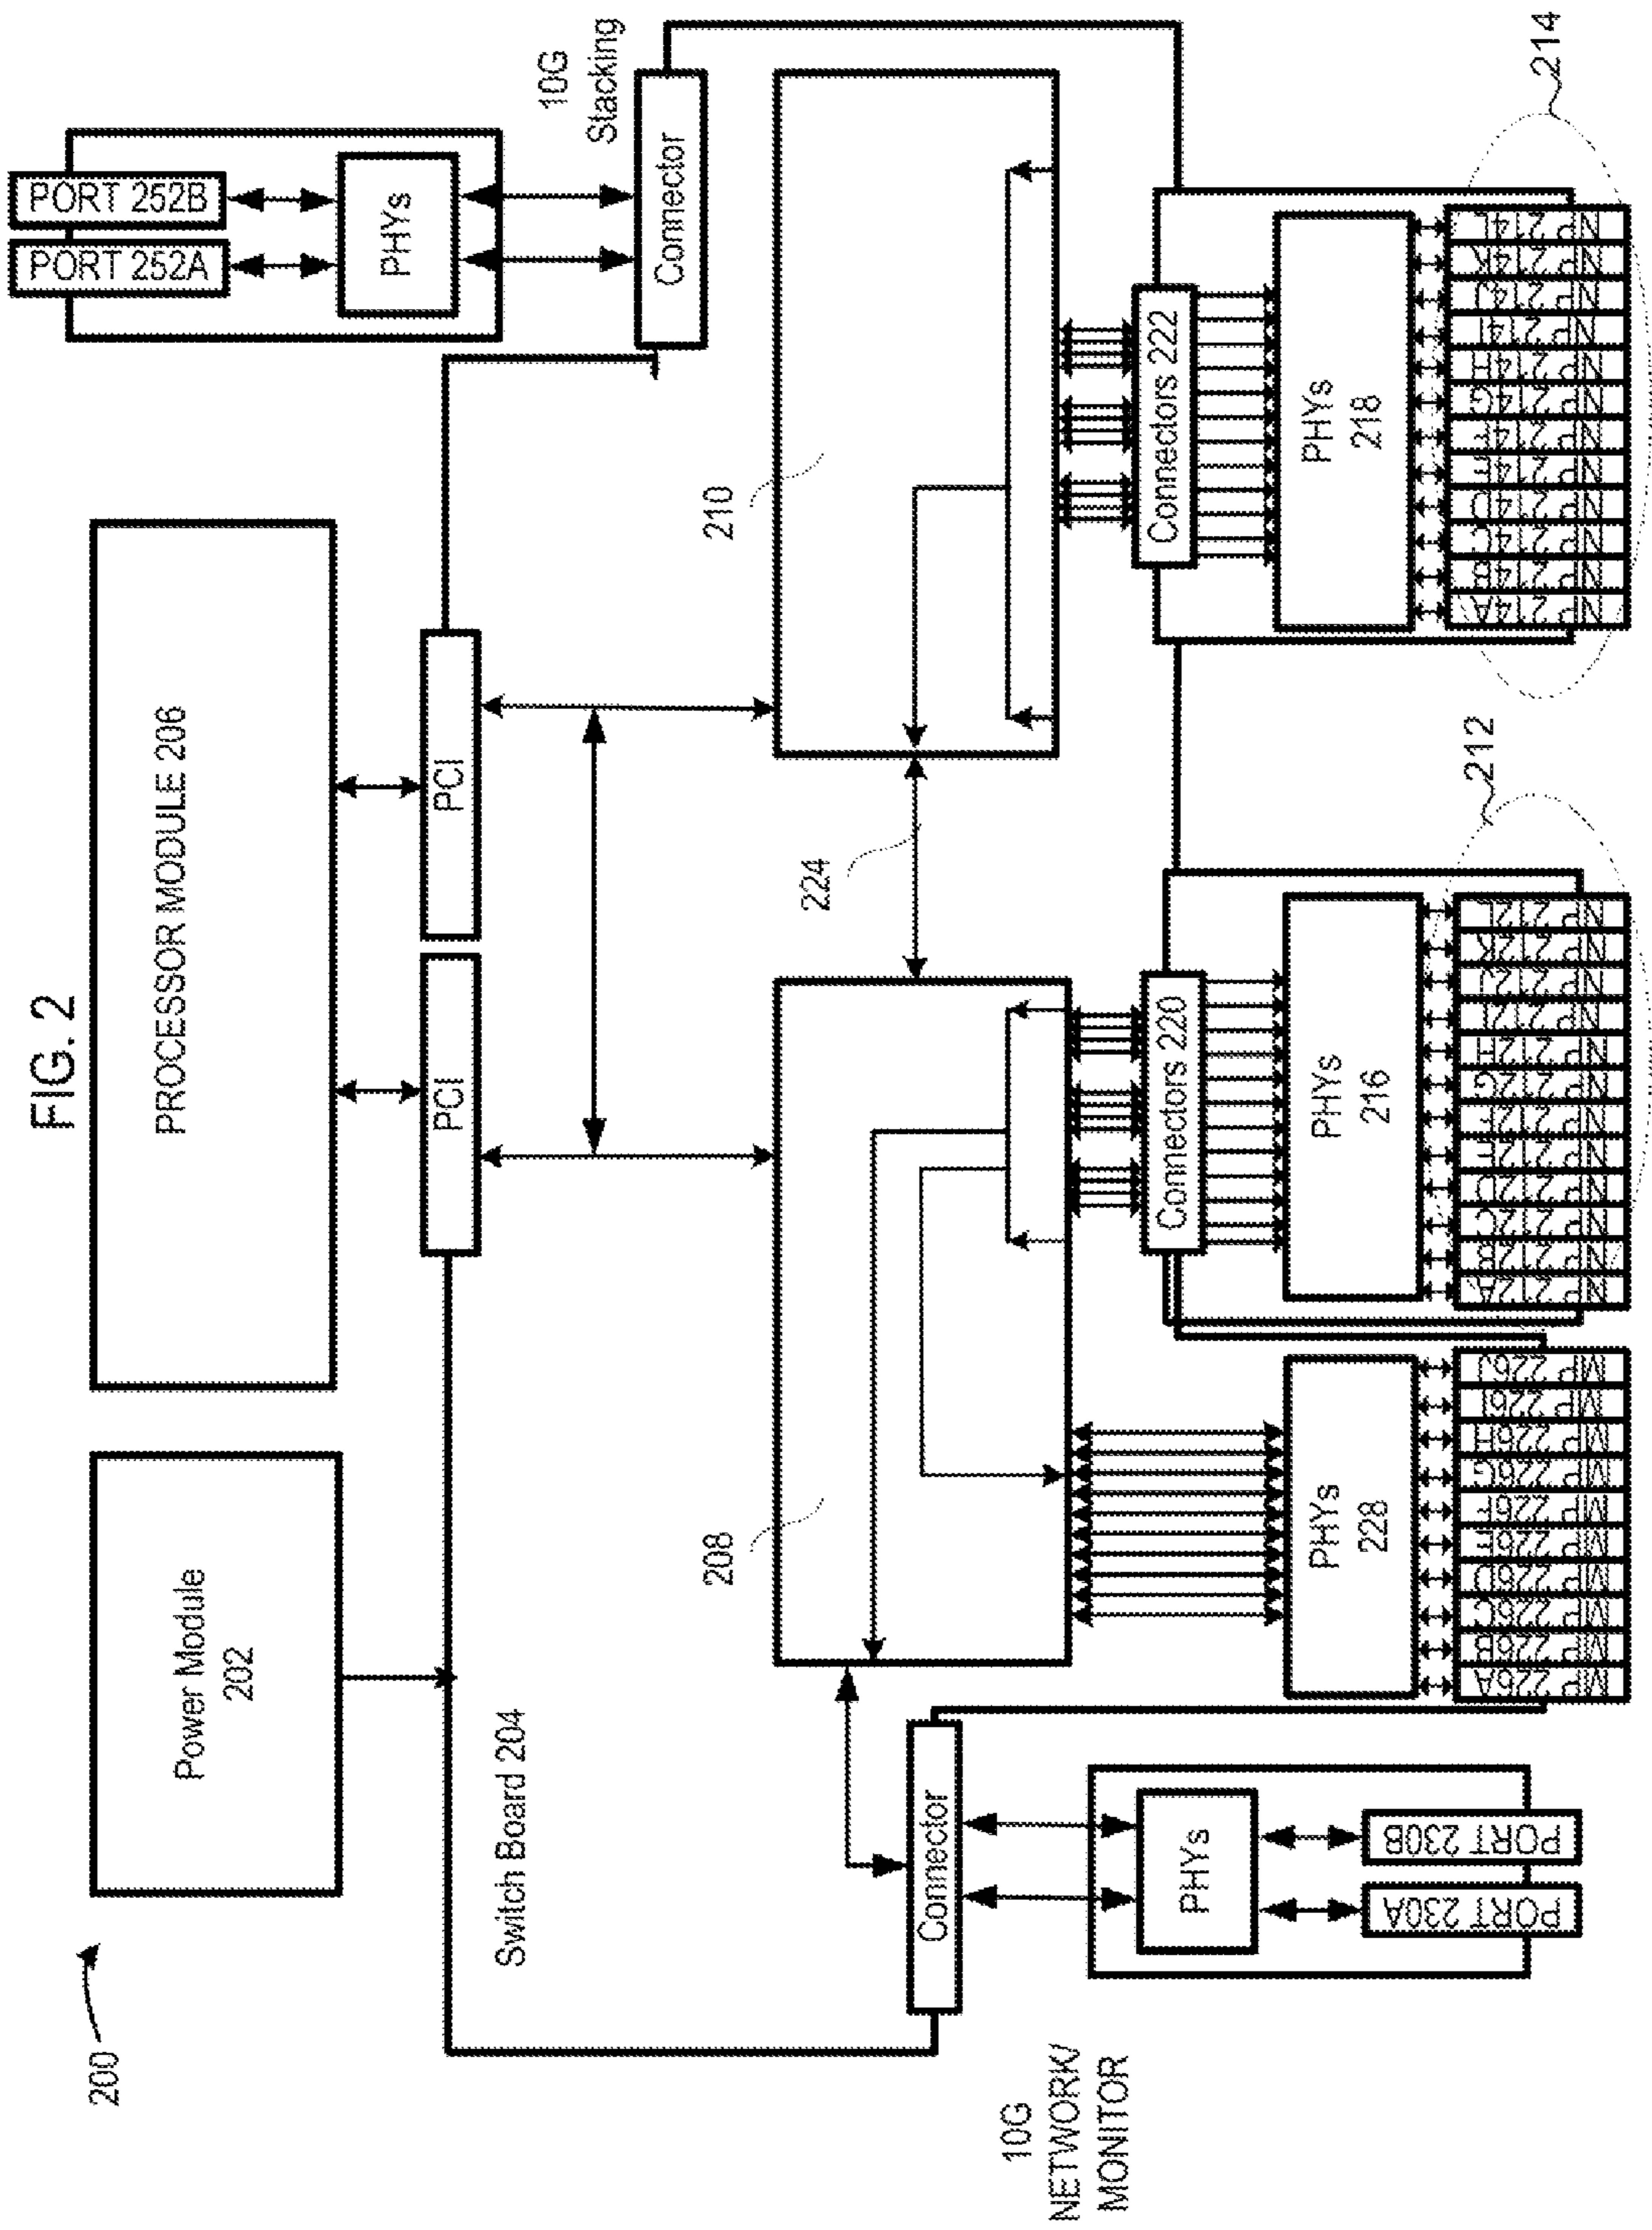 FIG. 2
200
Power Module
202
PROCESSOR MODULE 206
PORT 252A
PORT 252B
PHYs
10G
Stacking
Connector
PCI
PCI
Switch Board 204
208
224
210
Connector
10G
NETWORK/
MONITOR
PHYs
PORT 230A
PORT 230B
PHYs
228
MP 226A
MP 226B
MP 226C
MP 226D
MP 226E
MP 226F
MP 226G
MP 226H
MP 226I
MP 226J
Connectors 220
PHYs
216
NP 212A
NP 212B
NP 212C
NP 212D
NP 212E
NP 212F
NP 212G
NP 212H
NP 212I
NP 212J
NP 212K
NP 212L
212
Connectors 222
PHYs
218
NP 214A
NP 214B
NP 214C
NP 214D
NP 214E
NP 214F
NP 214G
NP 214H
NP 214I
NP 214J
NP 214K
NP 214L
214